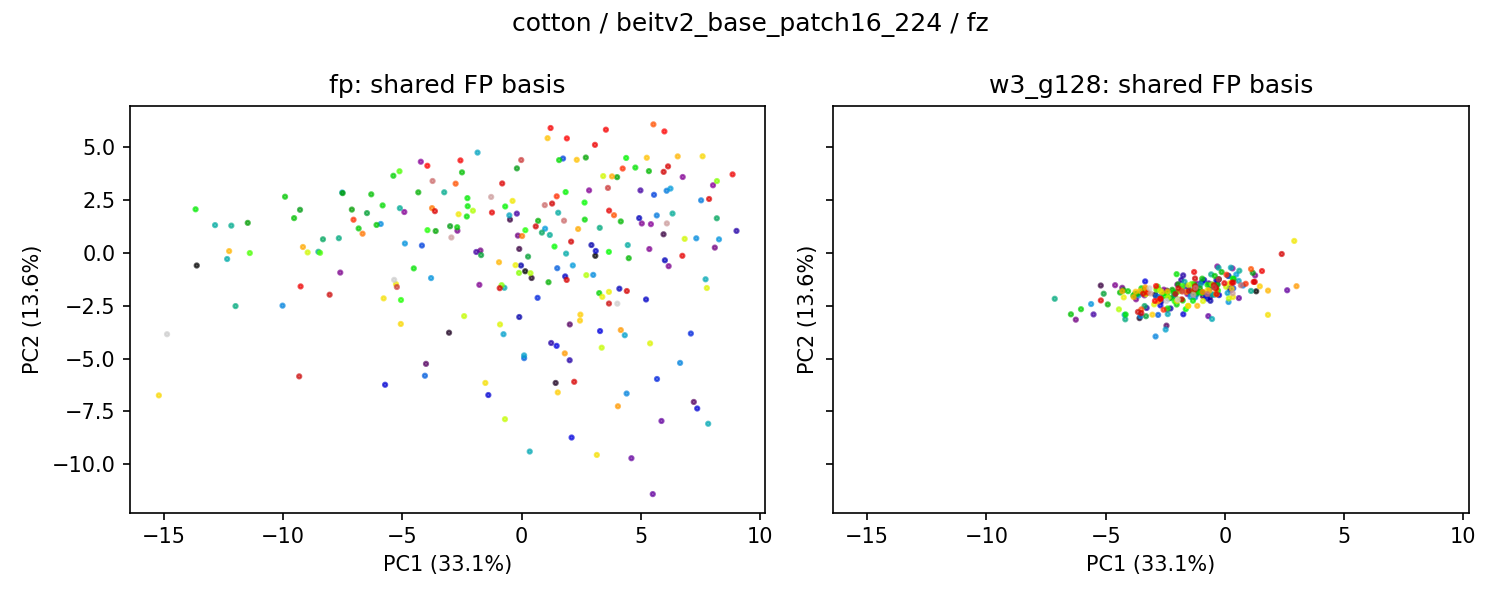 cotton / beitv2_base_patch16_224 / fz
fp: shared FP basis
w3_g128: shared FP basis
5.0
2.5
0.0
−2.5
−5.0
−7.5
−10.0
PC2 (13.6%)
PC2 (13.6%)
−15
−10
−5
0
5
10
−15
−10
−5
0
5
10
PC1 (33.1%)
PC1 (33.1%)